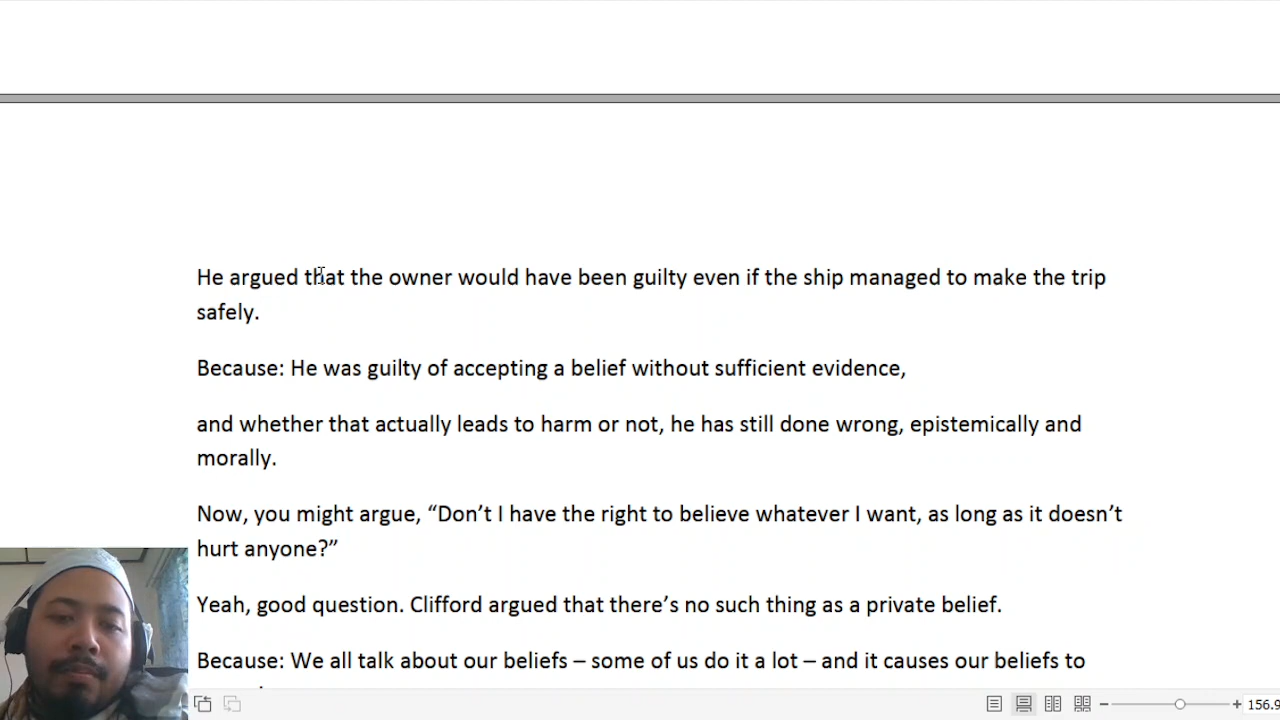 He argued that the owner would have been guilty even if the ship managed to make the trip
safely.
Because: He was guilty of accepting a belief without sufficient evidence,
and whether that actually leads to harm or not, he has still done wrong, epistemically and
morally.
Now, you might argue, “Don’t I have the right to believe whatever I want, as long as it doesn’t
hurt anyone?”
Yeah, good question. Clifford argued that there’s no such thing as a private belief.
Because: We all talk about our beliefs – some of us do it a lot – and it causes our beliefs to
156.9